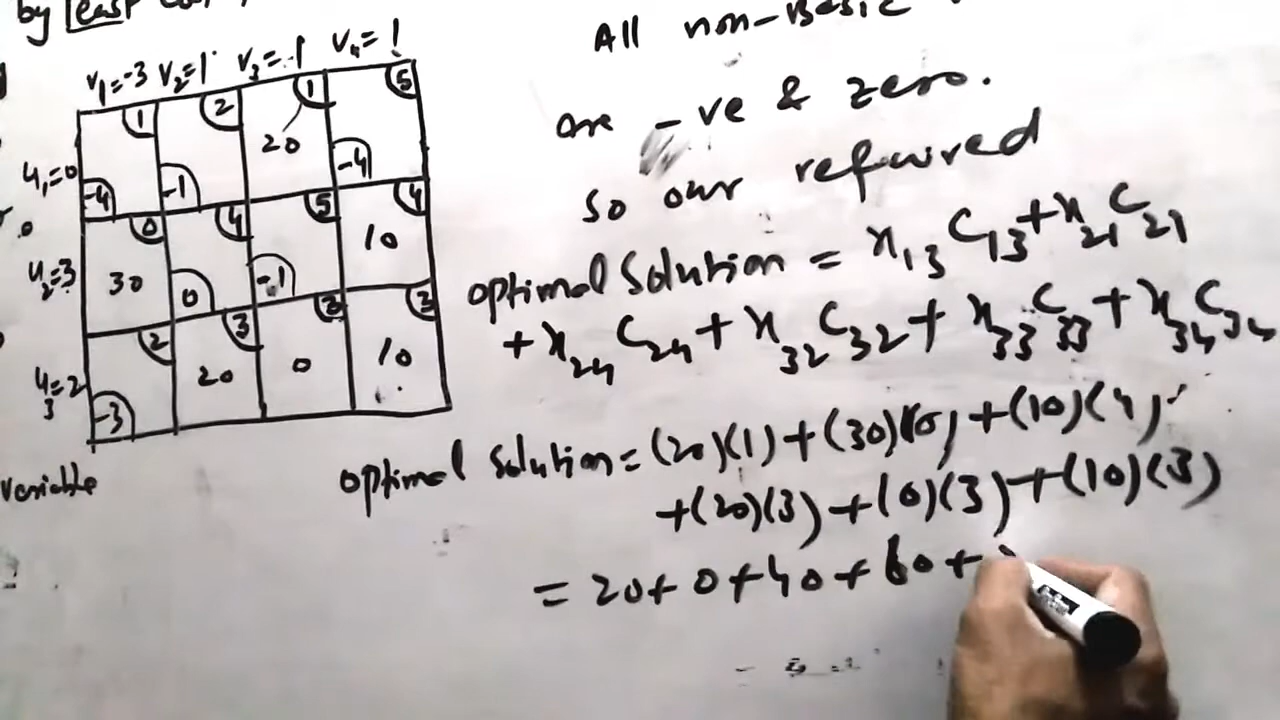 by least
v₁=-3 v₂=1 v₃=-1 v₄=1
1 2 1 5
u₁=0 20
-4 -1 -4
0 4 5 4
u₂=3 30 10
0 -1
2 3 3 3
u₃=2 20 0 10
-3
variable
All non-Basic
are -ve & zero.
so our required
optimal solution = x₁₃ C₁₃ + x₂₁ C₂₁
+ x₂₄ C₂₄ + x₃₂ C₃₂ + x₃₃ C₃₃ + x₃₄ C₃₄
optimal solution = (20)(1) + (30)(0) + (10)(4)
+(20)(3) + (0)(3) + (10)(3)
= 20 + 0 + 40 + 60 +